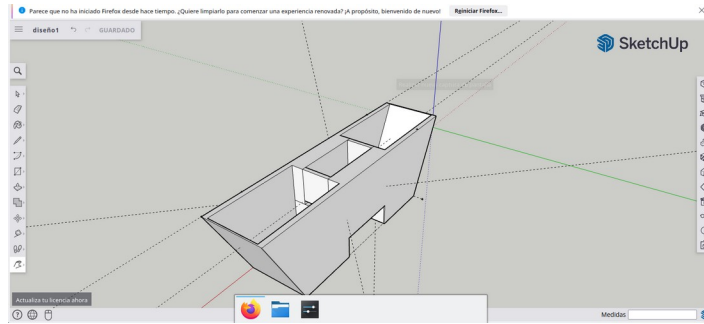 Parece que no ha iniciado Firefox desde hace tiempo. ¿Quiere limpiarlo para comenzar una experiencia renovada? ¡A propósito, bienvenido de nuevo! Reiniciar Firefox...
diseño1 GUARDADO
SketchUp
Actualiza tu licencia ahora
Medidas